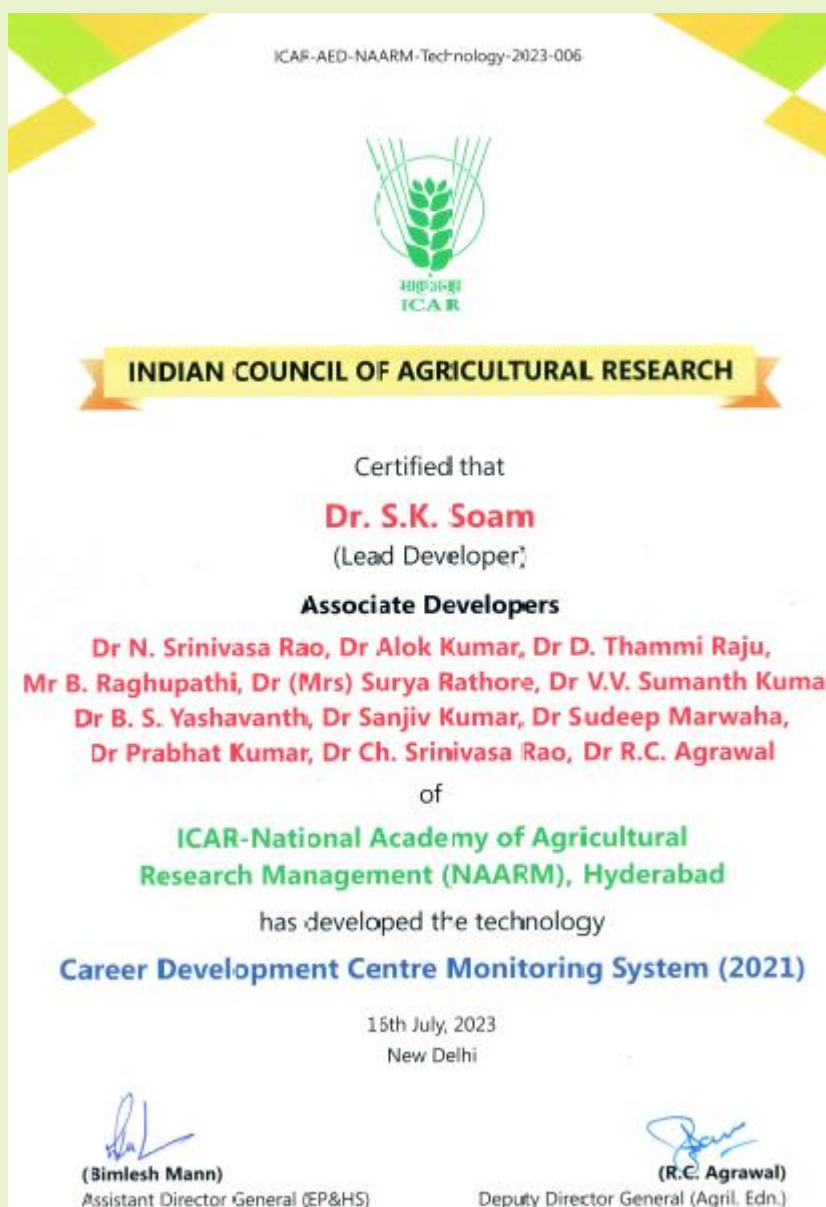 ICAR-AED-NAARM-Technology-2023-006
ICAR
INDIAN COUNCIL OF AGRICULTURAL RESEARCH
Certified that
Dr. S.K. Soam
(Lead Developer)
Associate Developers
Dr N. Srinivasa Rao, Dr Alok Kumar, Dr D. Thammi Raju,
Mr B. Raghupathi, Dr (Mrs) Surya Rathore, Dr V.V. Sumanth Kuma
Dr B. S. Yashavanth, Dr Sanjiv Kumar, Dr Sudeep Marwaha,
Dr Prabhat Kumar, Dr Ch. Srinivasa Rao, Dr R.C. Agrawal
of
ICAR-National Academy of Agricultural
Research Management (NAARM), Hyderabad
has developed the technology
Career Development Centre Monitoring System (2021)
16th July, 2023
New Delhi
(Bimlesh Mann)
Assistant Director General (EP&HS)
(R.C. Agrawal)
Deputy Director General (Agril. Edn.)